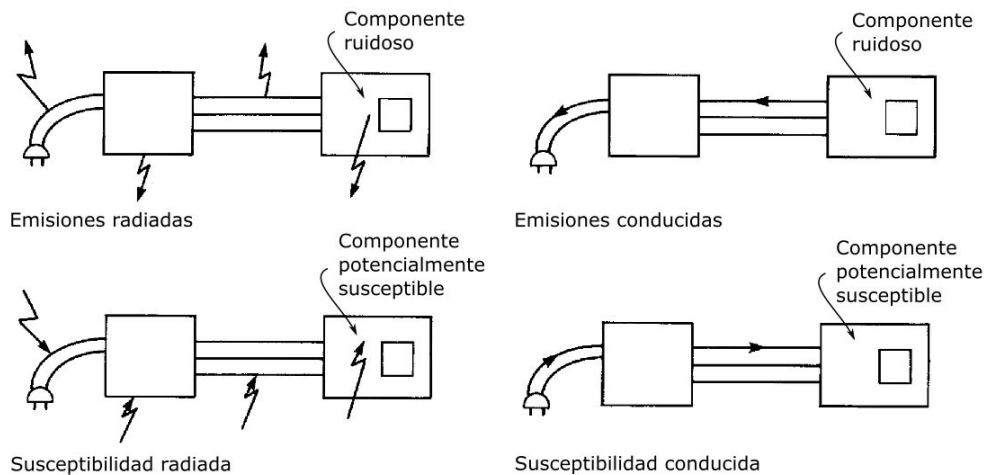 Componente
ruidoso
Emisiones radiadas
Componente
ruidoso
Emisiones conducidas
Componente
potencialmente
susceptible
Susceptibilidad radiada
Componente
potencialmente
susceptible
Susceptibilidad conducida